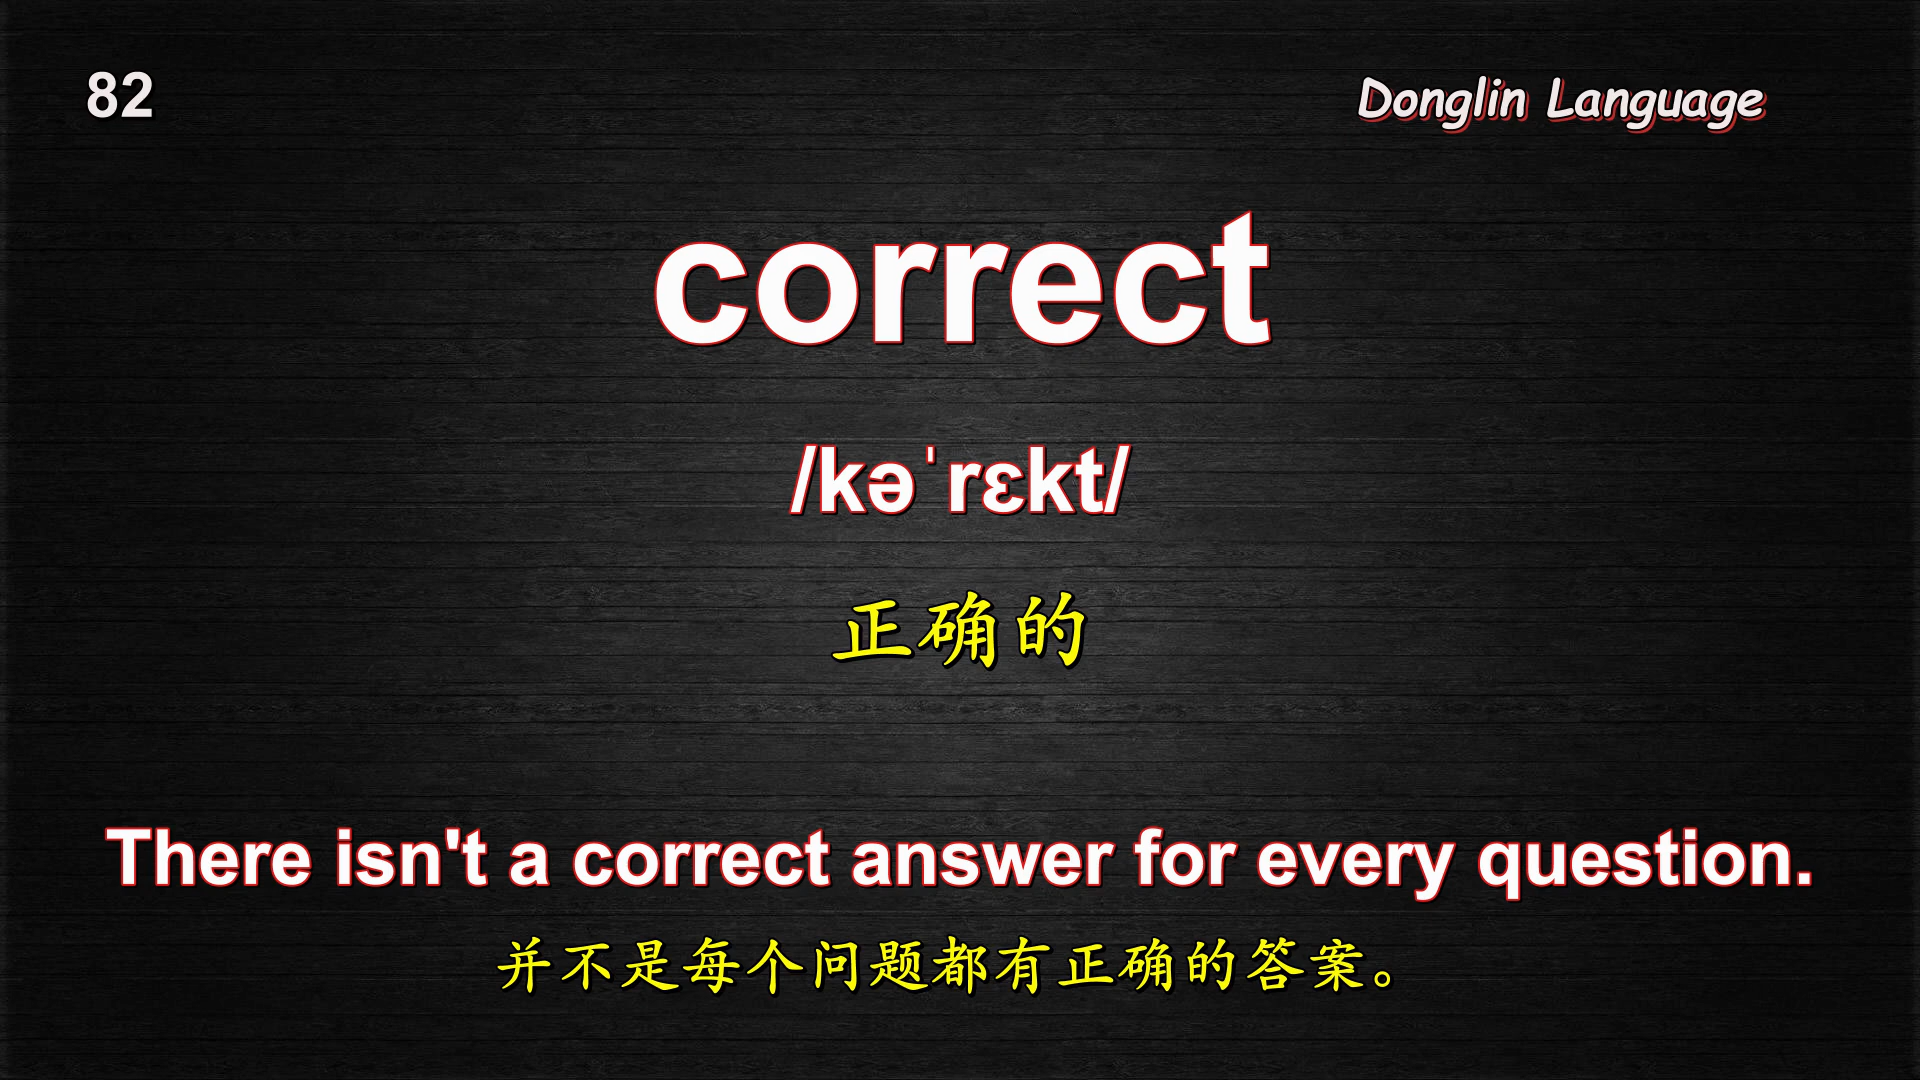 82
Donglin Language
correct
/kəˈrɛkt/
正确的
There isn't a correct answer for every question.
并不是每个问题都有正确的答案。